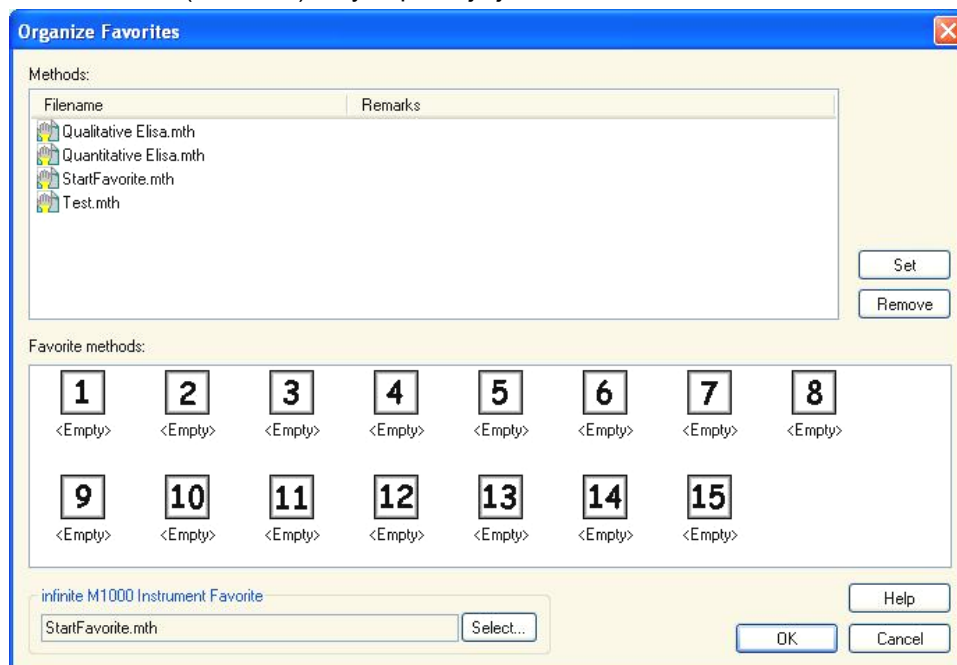 Organize Favorites
Methods:
Filename Remarks
Qualitative Elisa.mth
Quantitative Elisa.mth
StartFavorite.mth
Test.mth
Set
Remove
Favorite methods:
1 2 3 4 5 6 7 8
<Empty> <Empty> <Empty> <Empty> <Empty> <Empty> <Empty> <Empty>
9 10 11 12 13 14 15
<Empty> <Empty> <Empty> <Empty> <Empty> <Empty> <Empty>
infinite M1000 Instrument Favorite
Help
StartFavorite.mth Select... OK Cancel